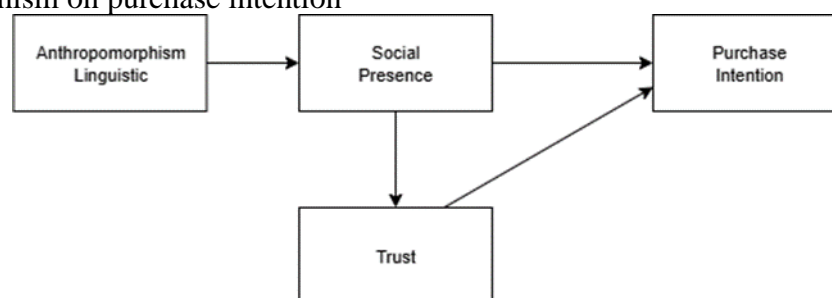 on purchase intention
Anthropomorphism
Linguistic
Social
Presence
Purchase
Intention
Trust